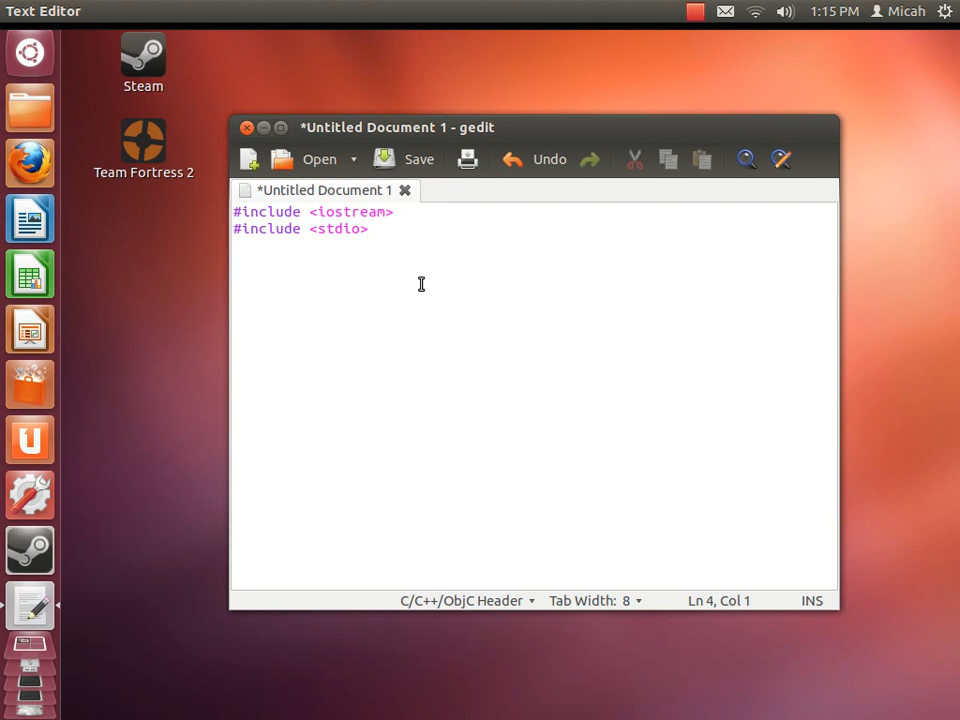 Text Editor
1:15 PM Micah
Steam
Team Fortress 2
*Untitled Document 1 - gedit
Open Save Undo
*Untitled Document 1
#include <iostream>
#include <stdio>
C/C++/ObjC Header Tab Width: 8 Ln 4, Col 1 INS